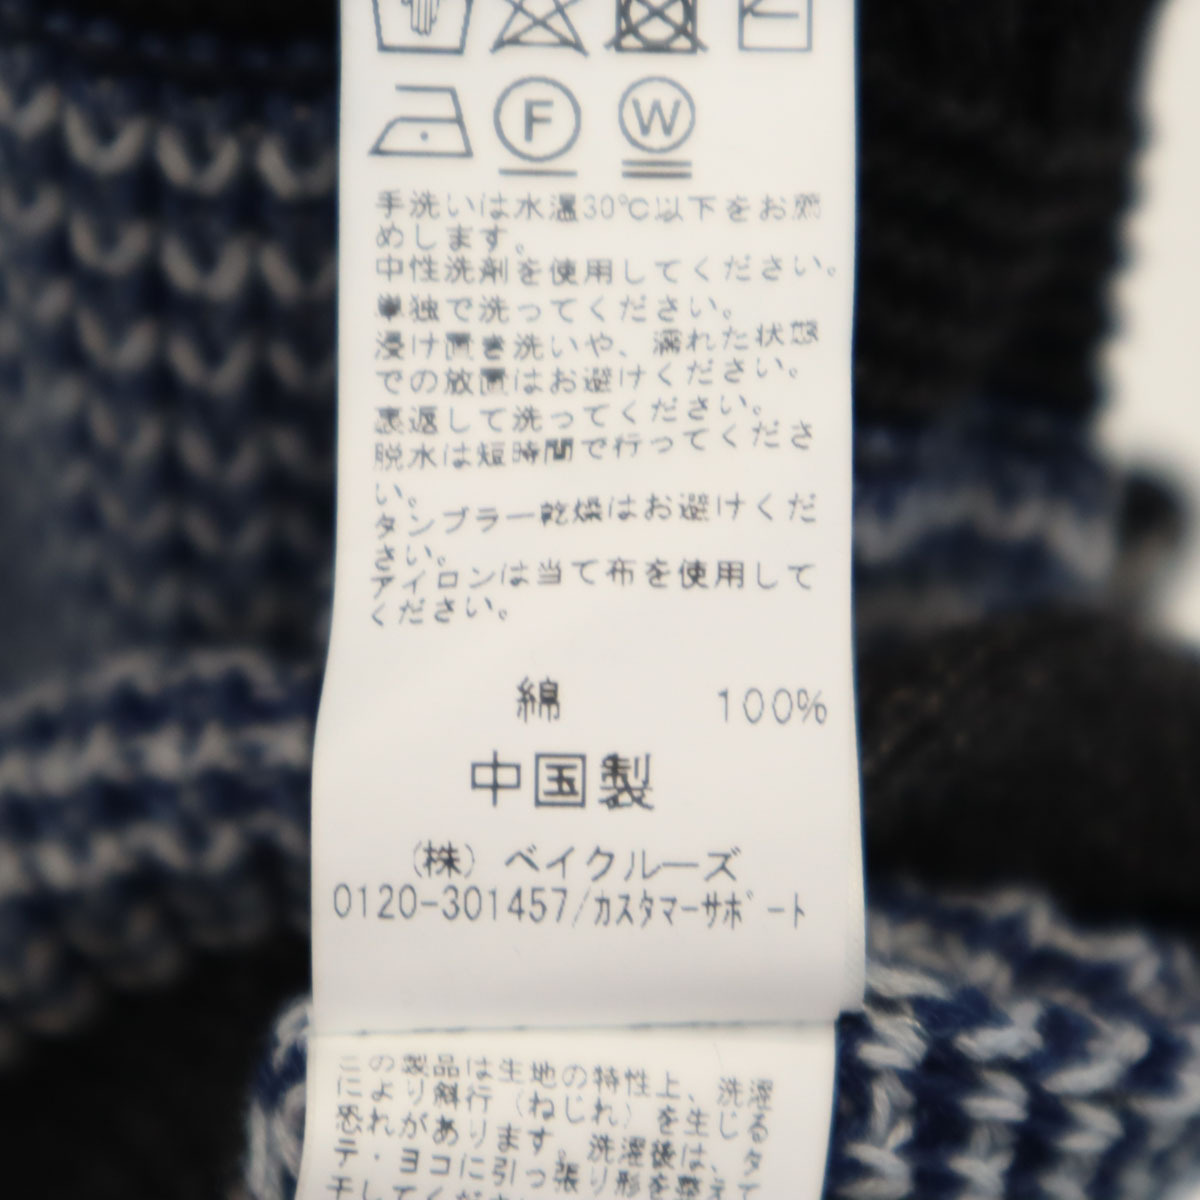 F W
手洗いは水温30℃以下をお薦
めします。
中性洗剤を使用してください。
単独で洗ってください。
浸け置き洗いや、濡れた状態
での放置はお避けください。
裏返して洗ってください。
脱水は短時間で行ってくださ
い。
タンブラー乾燥はお避けくだ
さい。
アイロンは当て布を使用して
ください。
綿 100%
中国製
(株) ベイクルーズ
0120-301457/ｶｽﾀﾏｰｻﾎﾟｰﾄ
この製品は生地の特性上、洗濯
により斜行（ねじれ）を生じる
恐れがあります。洗濯後は、タ
テ・ヨコに引っ張り形を整えて